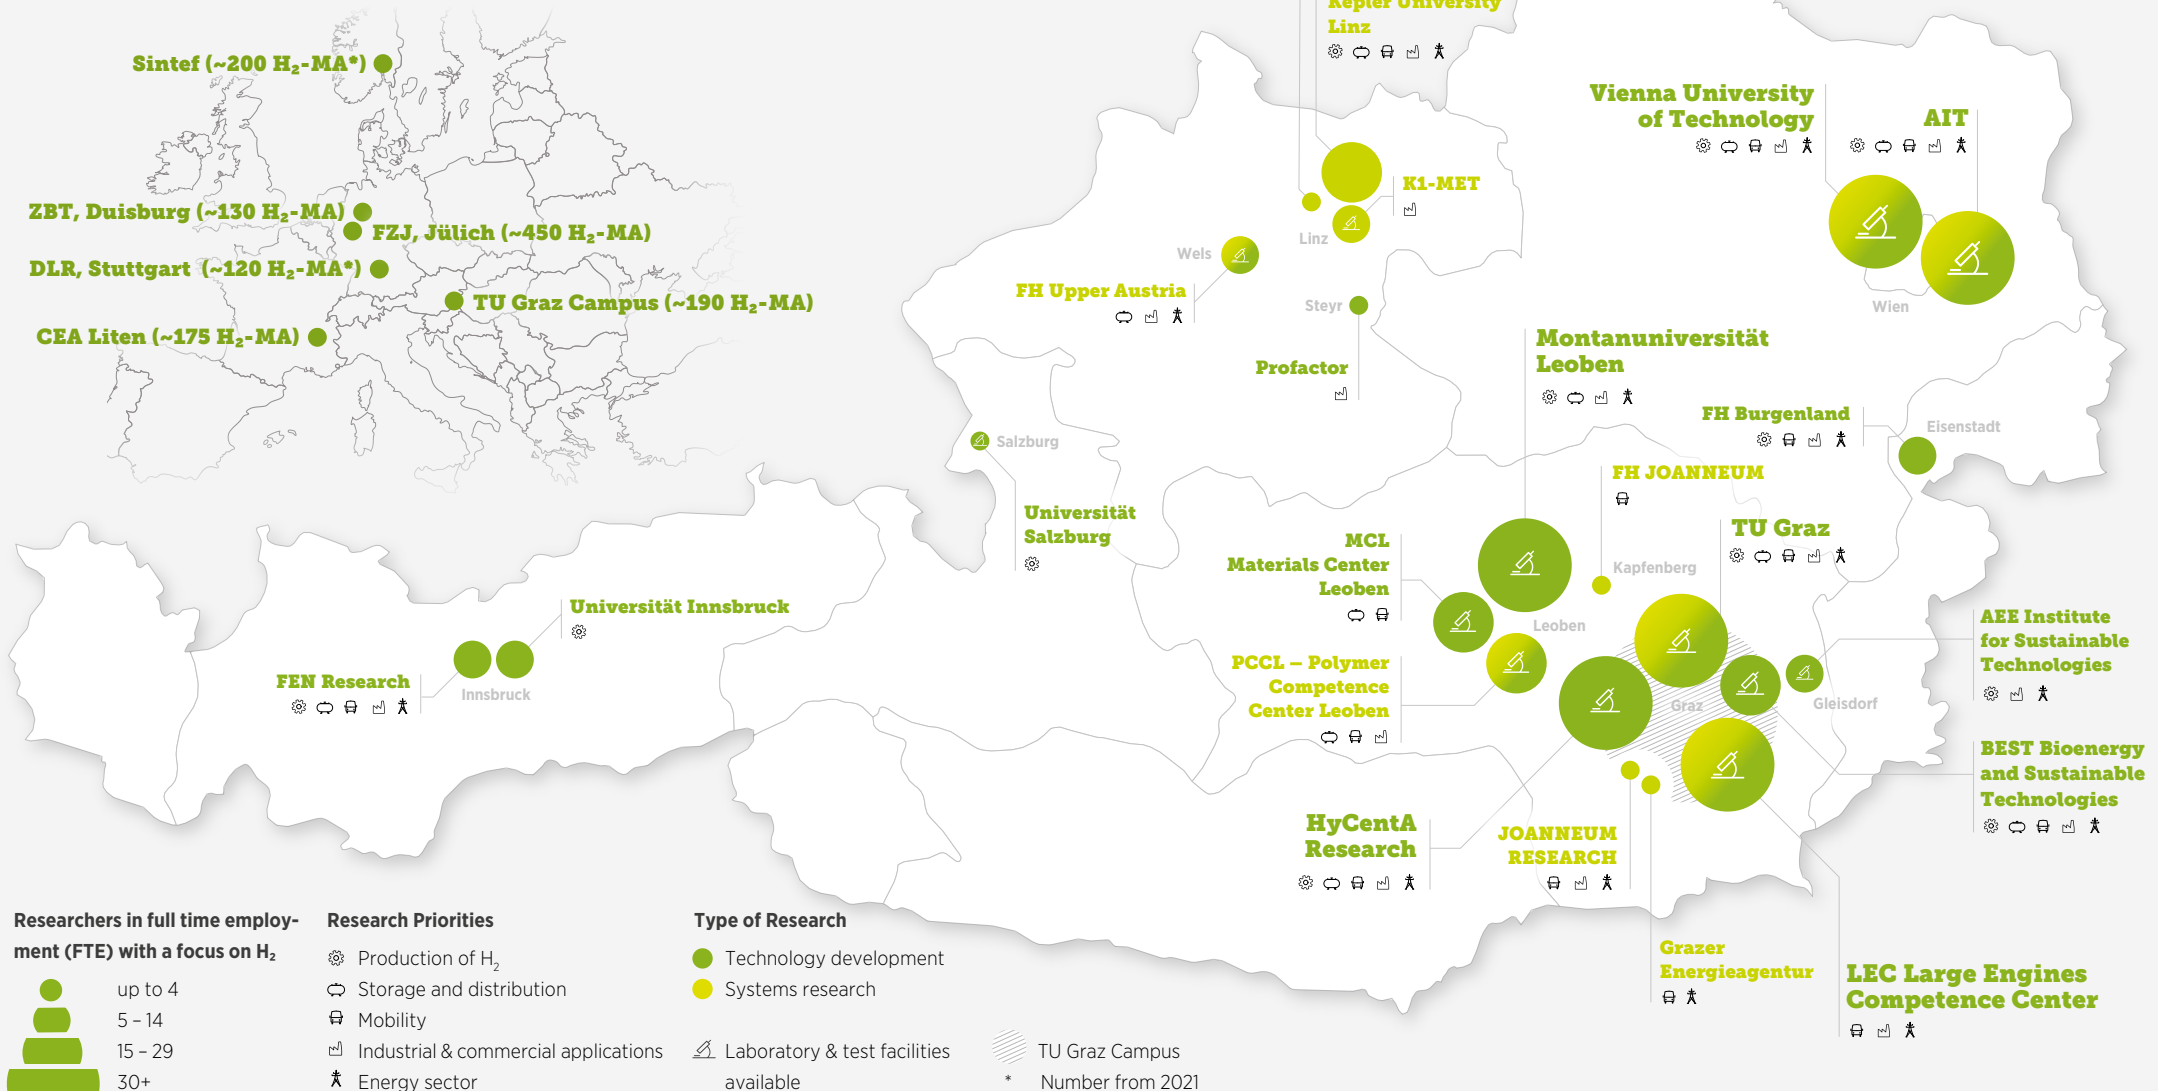 Sintef (~200 H₂-MA*)
ZBT, Duisburg (~130 H₂-MA)
FZJ, Jülich (~450 H₂-MA)
DLR, Stuttgart (~120 H₂-MA*)
TU Graz Campus (~190 H₂-MA)
CEA Liten (~175 H₂-MA)
Kepler University
Linz
Vienna University
of Technology
AIT
K1-MET
Linz
Wels
FH Upper Austria
Steyr
Profactor
Wien
Montanuniversität
Leoben
FH Burgenland
Eisenstadt
Salzburg
Universität
Salzburg
FH JOANNEUM
Kapfenberg
TU Graz
MCL
Materials Center
Leoben
Leoben
PCCL – Polymer
Competence
Center Leoben
Universität Innsbruck
FEN Research
Innsbruck
Graz
Gleisdorf
AEE Institute
for Sustainable
Technologies
BEST Bioenergy
and Sustainable
Technologies
HyCentA
Research
JOANNEUM
RESEARCH
Grazer
Energieagentur
LEC Large Engines
Competence Center
Researchers in full time employ-
ment (FTE) with a focus on H₂
up to 4
5 – 14
15 – 29
30+
Research Priorities
Production of H₂
Storage and distribution
Mobility
Industrial & commercial applications
Energy sector
Type of Research
Technology development
Systems research
Laboratory & test facilities
available
TU Graz Campus
* Number from 2021